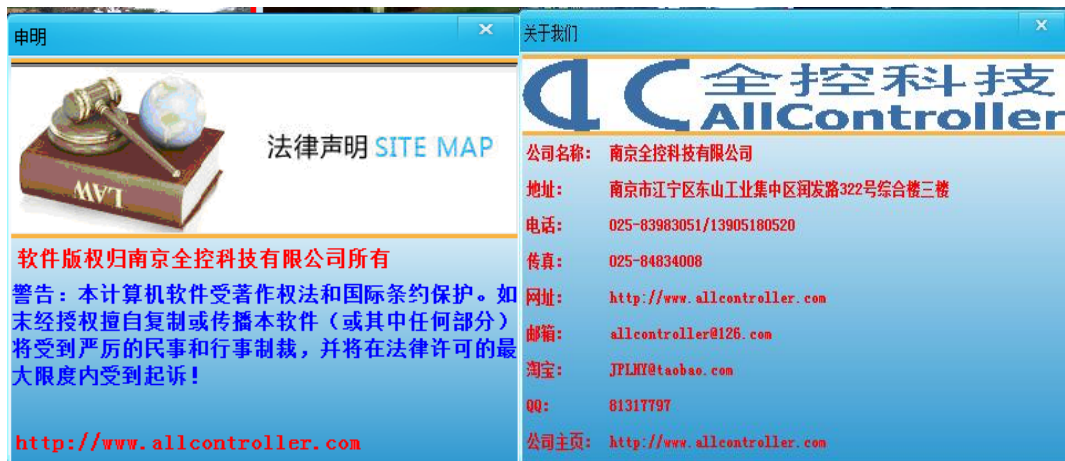 申明
LAW
法律声明 SITE MAP
软件版权归南京全控科技有限公司所有
警告：本计算机软件受著作权法和国际条约保护。如
末经授权擅自复制或传播本软件（或其中任何部分）
将受到严厉的民事和行事制裁，并将在法律许可的最
大限度内受到起诉！
http://www.allcontroller.com
关于我们
全控科技
AllController
公司名称： 南京全控科技有限公司
地址： 南京市江宁区东山工业集中区润发路322号综合楼三楼
电话： 025-83983051/13905180520
传真： 025-84834008
网址： http://www.allcontroller.com
邮箱： allcontroller@126.com
淘宝： JPLHY@taobao.com
QQ： 81317797
公司主页： http://www.allcontroller.com